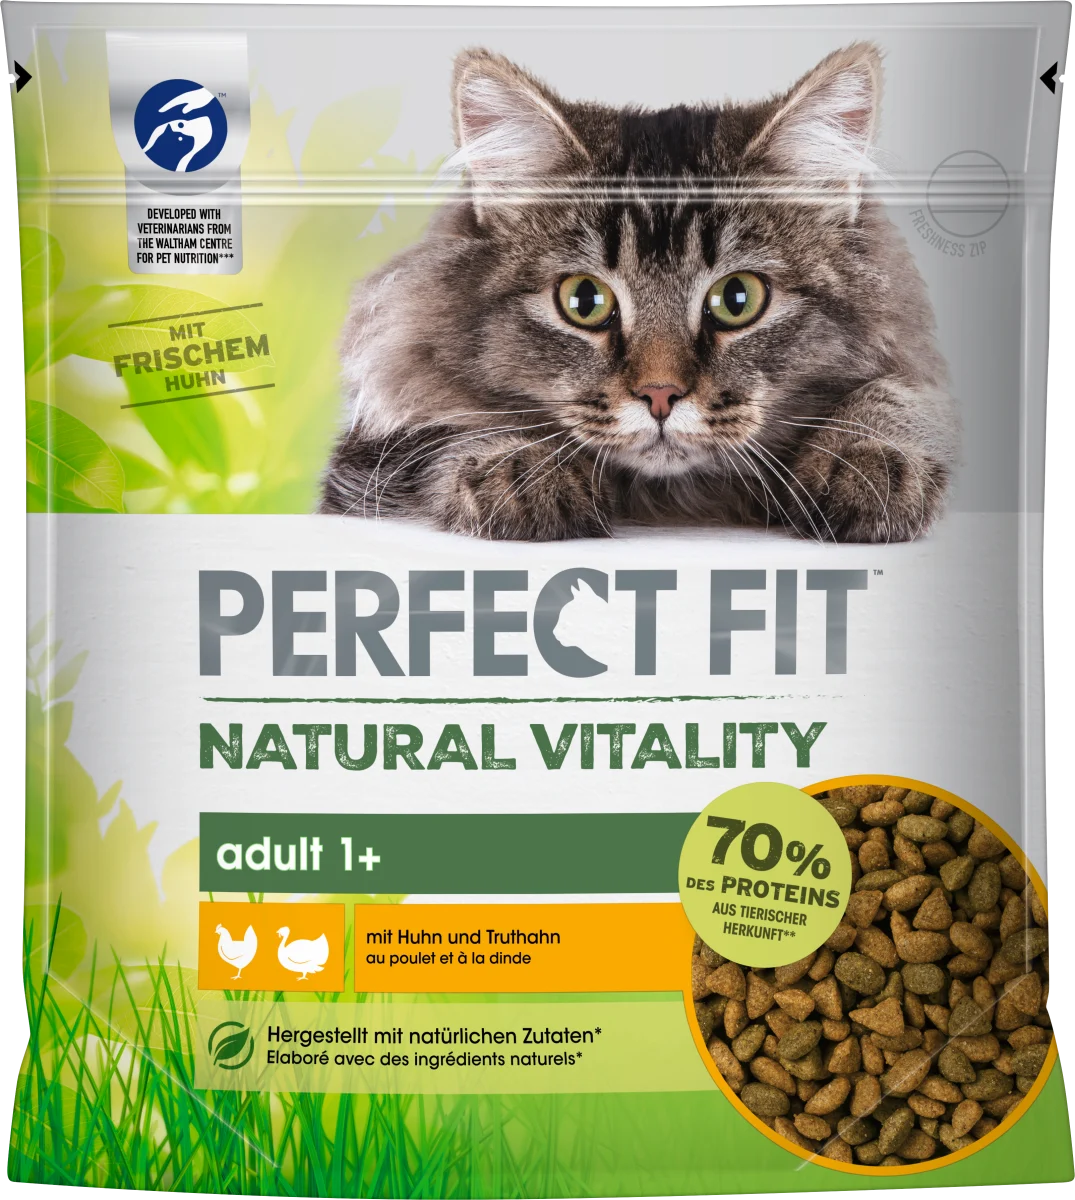 ™
DEVELOPED WITH
VETERINARIANS FROM
THE WALTHAM CENTRE
FOR PET NUTRITION***
FRESHNESS ZIP
MIT
FRISCHEM
HUHN
PERFECT FIT™
NATURAL VITALITY
adult 1+
70%
DES PROTEINS
AUS TIERISCHER
HERKUNFT**
mit Huhn und Truthahn
au poulet et à la dinde
Hergestellt mit natürlichen Zutaten*
Elaboré avec des ingrédients naturels*